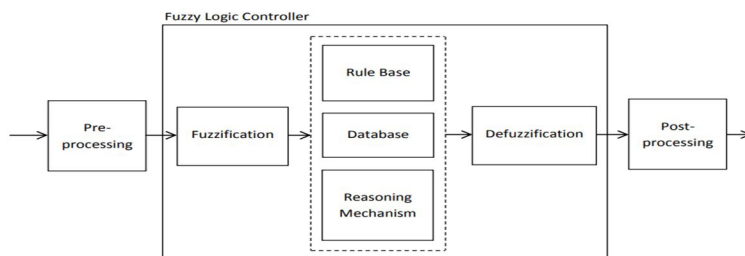 Fuzzy Logic Controller
Pre-
processing
Fuzzification
Rule Base
Database
Reasoning
Mechanism
Defuzzification
Post-
processing